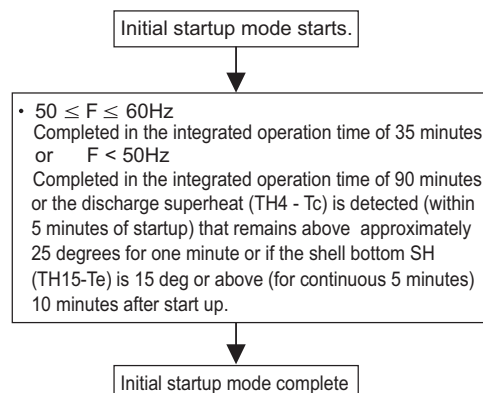 Initial startup mode starts.
· 50 ≤ F ≤ 60Hz
Completed in the integrated operation time of 35 minutes
or F < 50Hz
Completed in the integrated operation time of 90 minutes
or the discharge superheat (TH4 - Tc) is detected (within
5 minutes of startup) that remains above approximately
25 degrees for one minute or if the shell bottom SH
(TH15-Te) is 15 deg or above (for continuous 5 minutes)
10 minutes after start up.
Initial startup mode complete